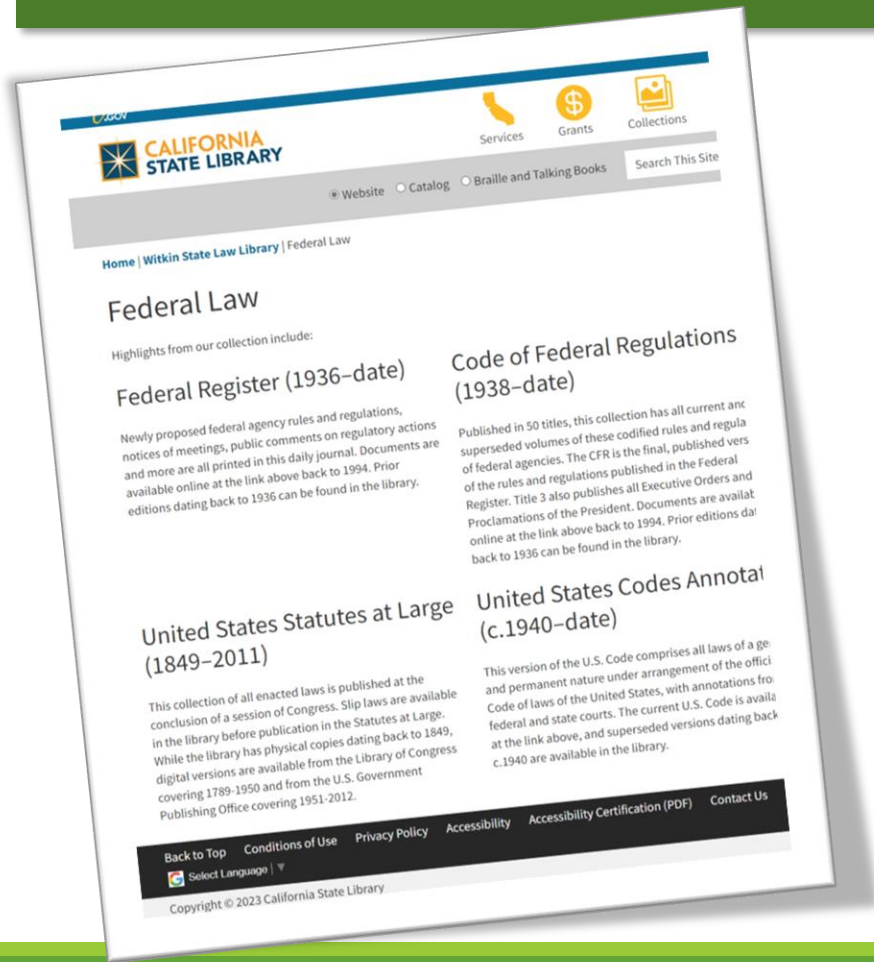 .GOV
CALIFORNIA
STATE LIBRARY
Services
Grants
Collections
Website
Catalog
Braille and Talking Books
Search This Site
Home | Witkin State Law Library | Federal Law
Federal Law
Highlights from our collection include:
Federal Register (1936–date)
Newly proposed federal agency rules and regulations,
notices of meetings, public comments on regulatory actions
and more are all printed in this daily journal. Documents are
available online at the link above back to 1994. Prior
editions dating back to 1936 can be found in the library.
Code of Federal Regulations
(1938–date)
Published in 50 titles, this collection has all current
superseded volumes of these codified rules and
of federal agencies. The CFR is the final, published
of the rules and regulations published in the Federal
Register. Title 3 also publishes all Executive Orders and
Proclamations of the President. Documents are
online at the link above back to 1994. Prior editions
back to 1936 can be found in the library.
United States Statutes at Large
(1849–2011)
This collection of all enacted laws is published at the
conclusion of a session of Congress. Slip laws are available
in the library before publication in the Statutes at Large.
While the library has physical copies dating back to 1849,
digital versions are available from the Library of Congress
covering 1789-1950 and from the U.S. Government
Publishing Office covering 1951-2012.
United States Codes
(c.1940–date)
This version of the U.S. Code comprises all laws of a
and permanent nature under arrangement of the
Code of laws of the United States, with annotations
federal and state courts. The current U.S. Code is
at the link above, and superseded versions dating back
c.1940 are available in the library.
Back to Top
Conditions of Use
Privacy Policy
Accessibility
Accessibility Certification (PDF)
Contact Us
Select Language
Copyright © 2023 California State Library